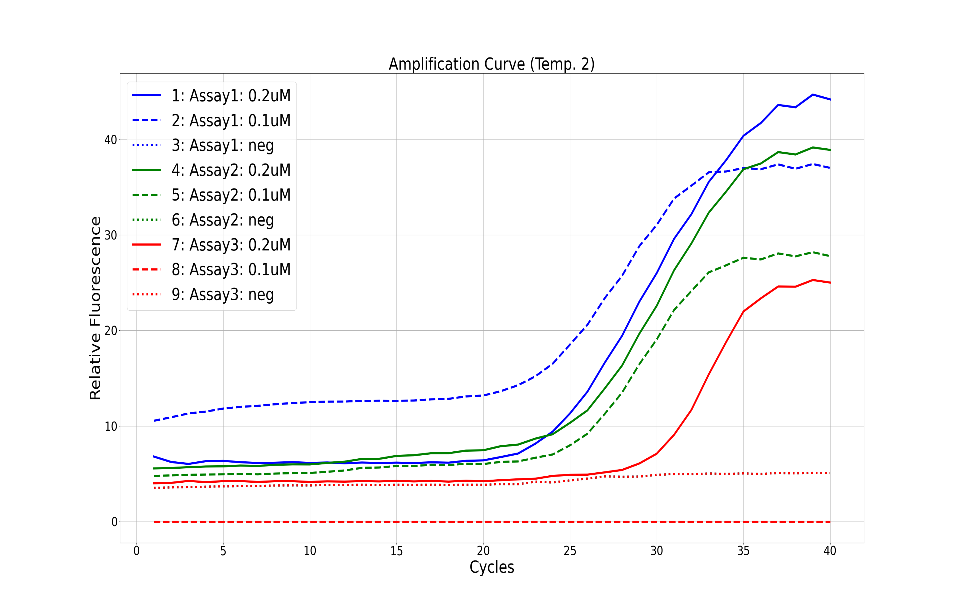 Amplification Curve (Temp. 2)
1: Assay1: 0.2uM
2: Assay1: 0.1uM
3: Assay1: neg
4: Assay2: 0.2uM
5: Assay2: 0.1uM
6: Assay2: neg
7: Assay3: 0.2uM
8: Assay3: 0.1uM
9: Assay3: neg
Relative Fluorescence
40
30
20
10
0
0 5 10 15 20 25 30 35 40
Cycles